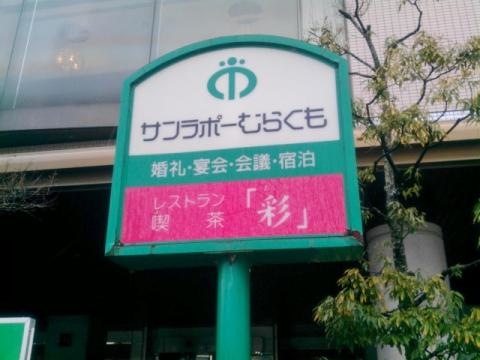 サンラポーむらくも
婚礼・宴会・会議・宿泊
レストラン
喫茶「彩」